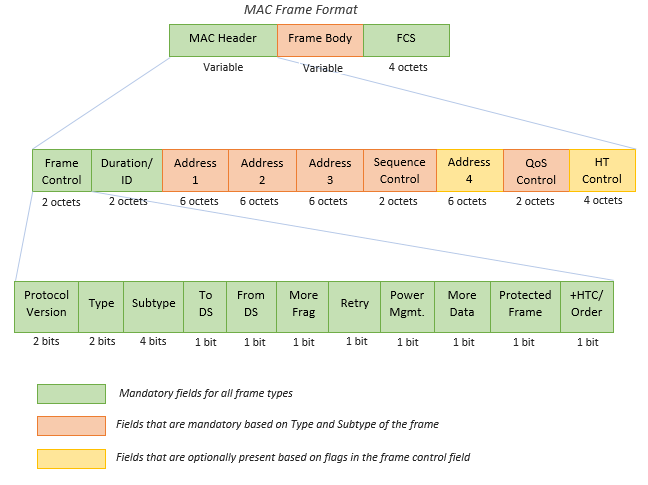 MAC Frame Format
MAC Header Frame Body FCS
Variable Variable 4 octets
Frame Control Duration/ ID Address 1 Address 2 Address 3 Sequence Control Address 4 QoS Control HT Control
2 octets 2 octets 6 octets 6 octets 6 octets 2 octets 6 octets 2 octets 4 octets
Protocol Version Type Subtype To DS From DS More Frag Retry Power Mgmt. More Data Protected Frame +HTC/ Order
2 bits 2 bits 4 bits 1 bit 1 bit 1 bit 1 bit 1 bit 1 bit 1 bit 1 bit
Mandatory fields for all frame types
Fields that are mandatory based on Type and Subtype of the frame
Fields that are optionally present based on flags in the frame control field